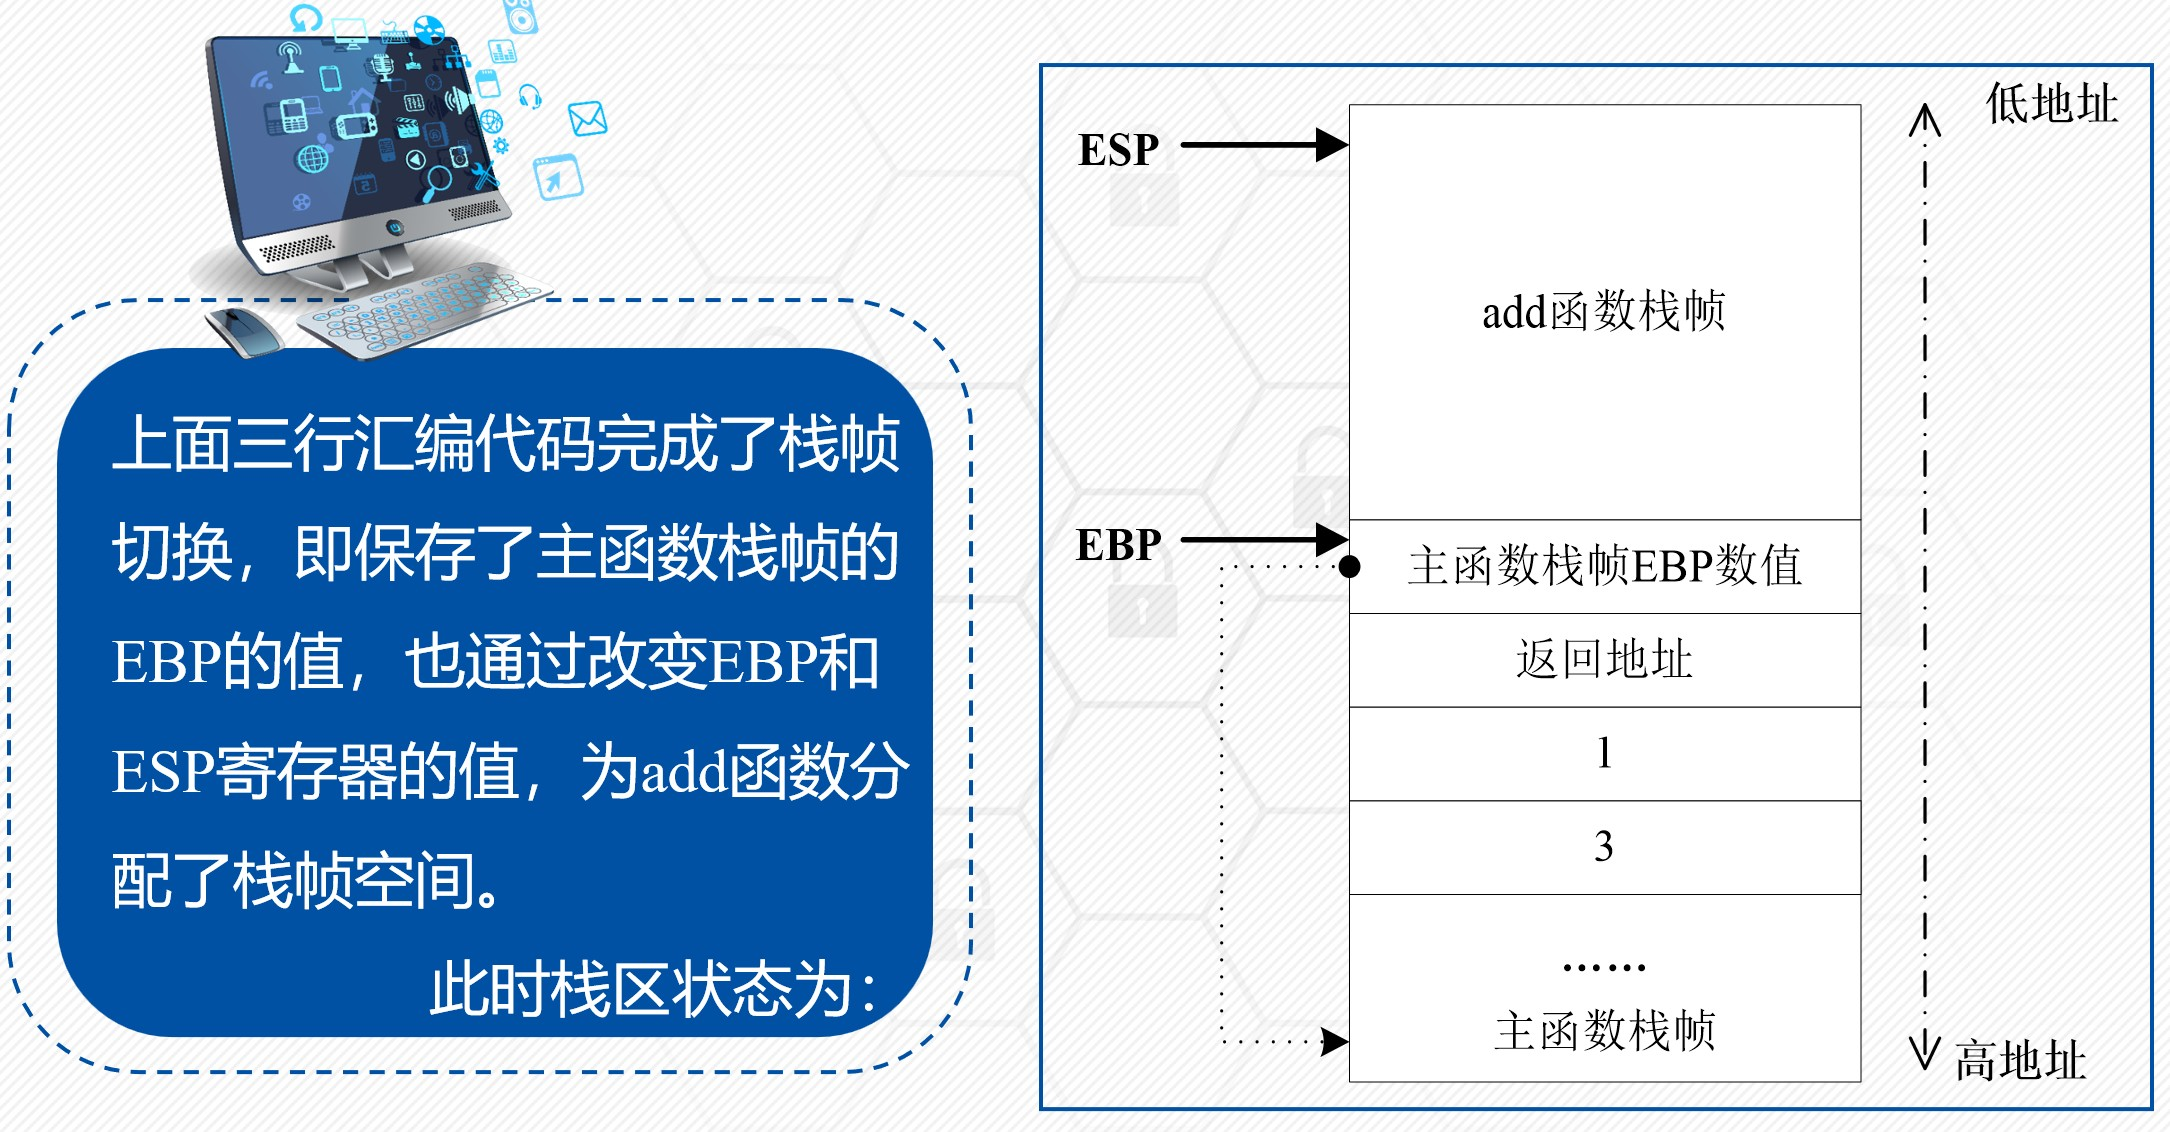 上面三行汇编代码完成了栈帧
切换，即保存了主函数栈帧的
EBP的值，也通过改变EBP和
ESP寄存器的值，为add函数分
配了栈帧空间。
此时栈区状态为：
ESP
低地址
add函数栈帧
EBP
主函数栈帧EBP数值
返回地址
1
3
……
主函数栈帧
高地址